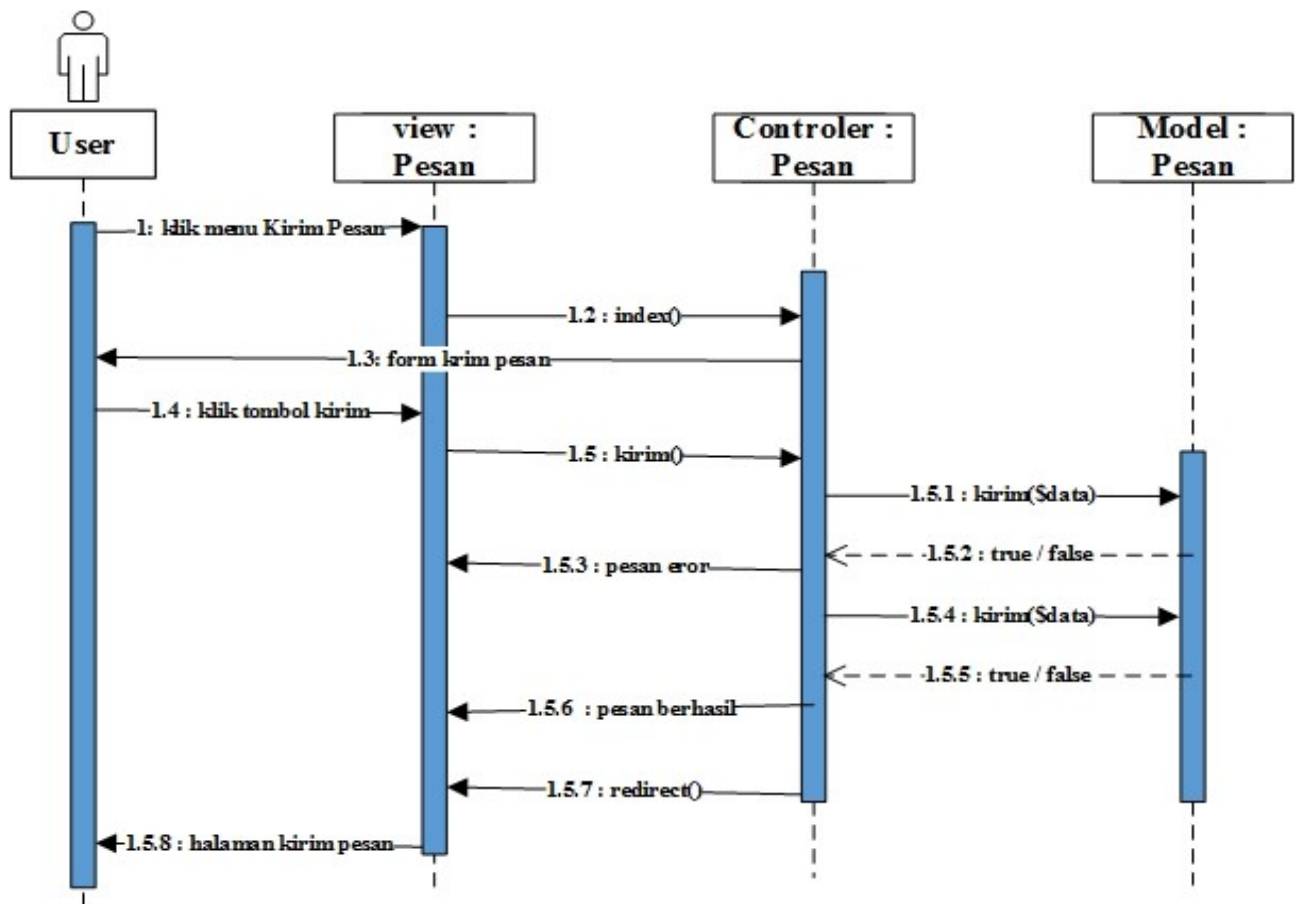 User
view :
Pesan
Controler :
Pesan
Model :
Pesan
1: klik menu Kirim Pesan
1.2 : index()
1.3: form krim pesan
1.4 : klik tombol kirim
1.5 : kirim()
1.5.1 : kirim($data)
1.5.2 : true / false
1.5.3 : pesan eror
1.5.4 : kirim($data)
1.5.5 : true / false
1.5.6 : pesan berhasil
1.5.7 : redirect()
1.5.8 : halaman kirim pesan